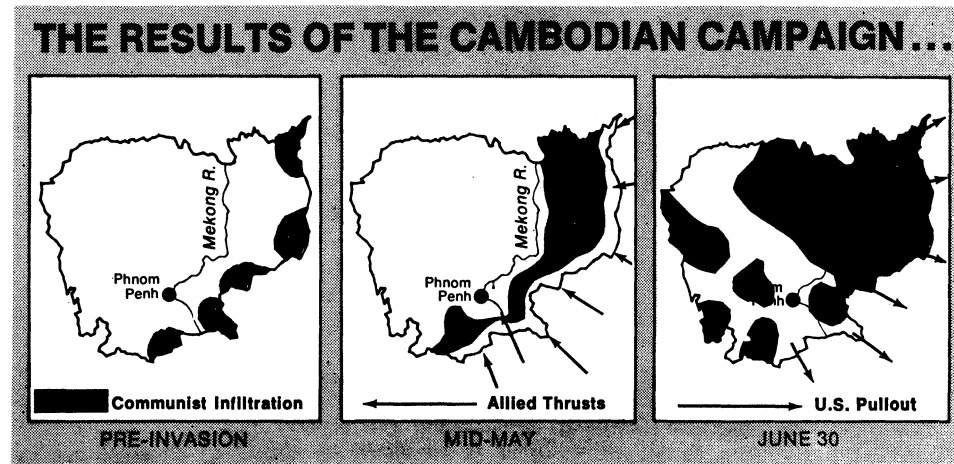 THE RESULTS OF THE CAMBODIAN CAMPAIGN...
Mekong R.
Phnom
Penh
Communist Infiltration
PRE-INVASION
Mekong R.
Phnom
Penh
Allied Thrusts
MID-MAY
U.S. Pullout
JUNE 30